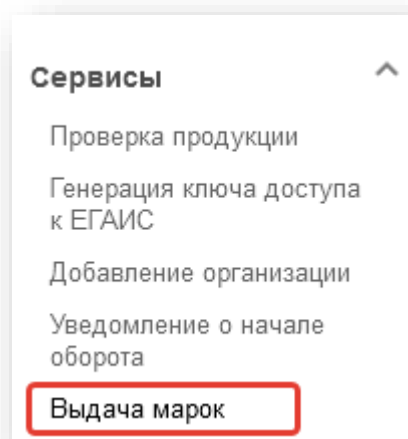 Сервисы
Проверка продукции
Генерация ключа доступа
к ЕГАИС
Добавление организации
Уведомление о начале
оборота
Выдача марок